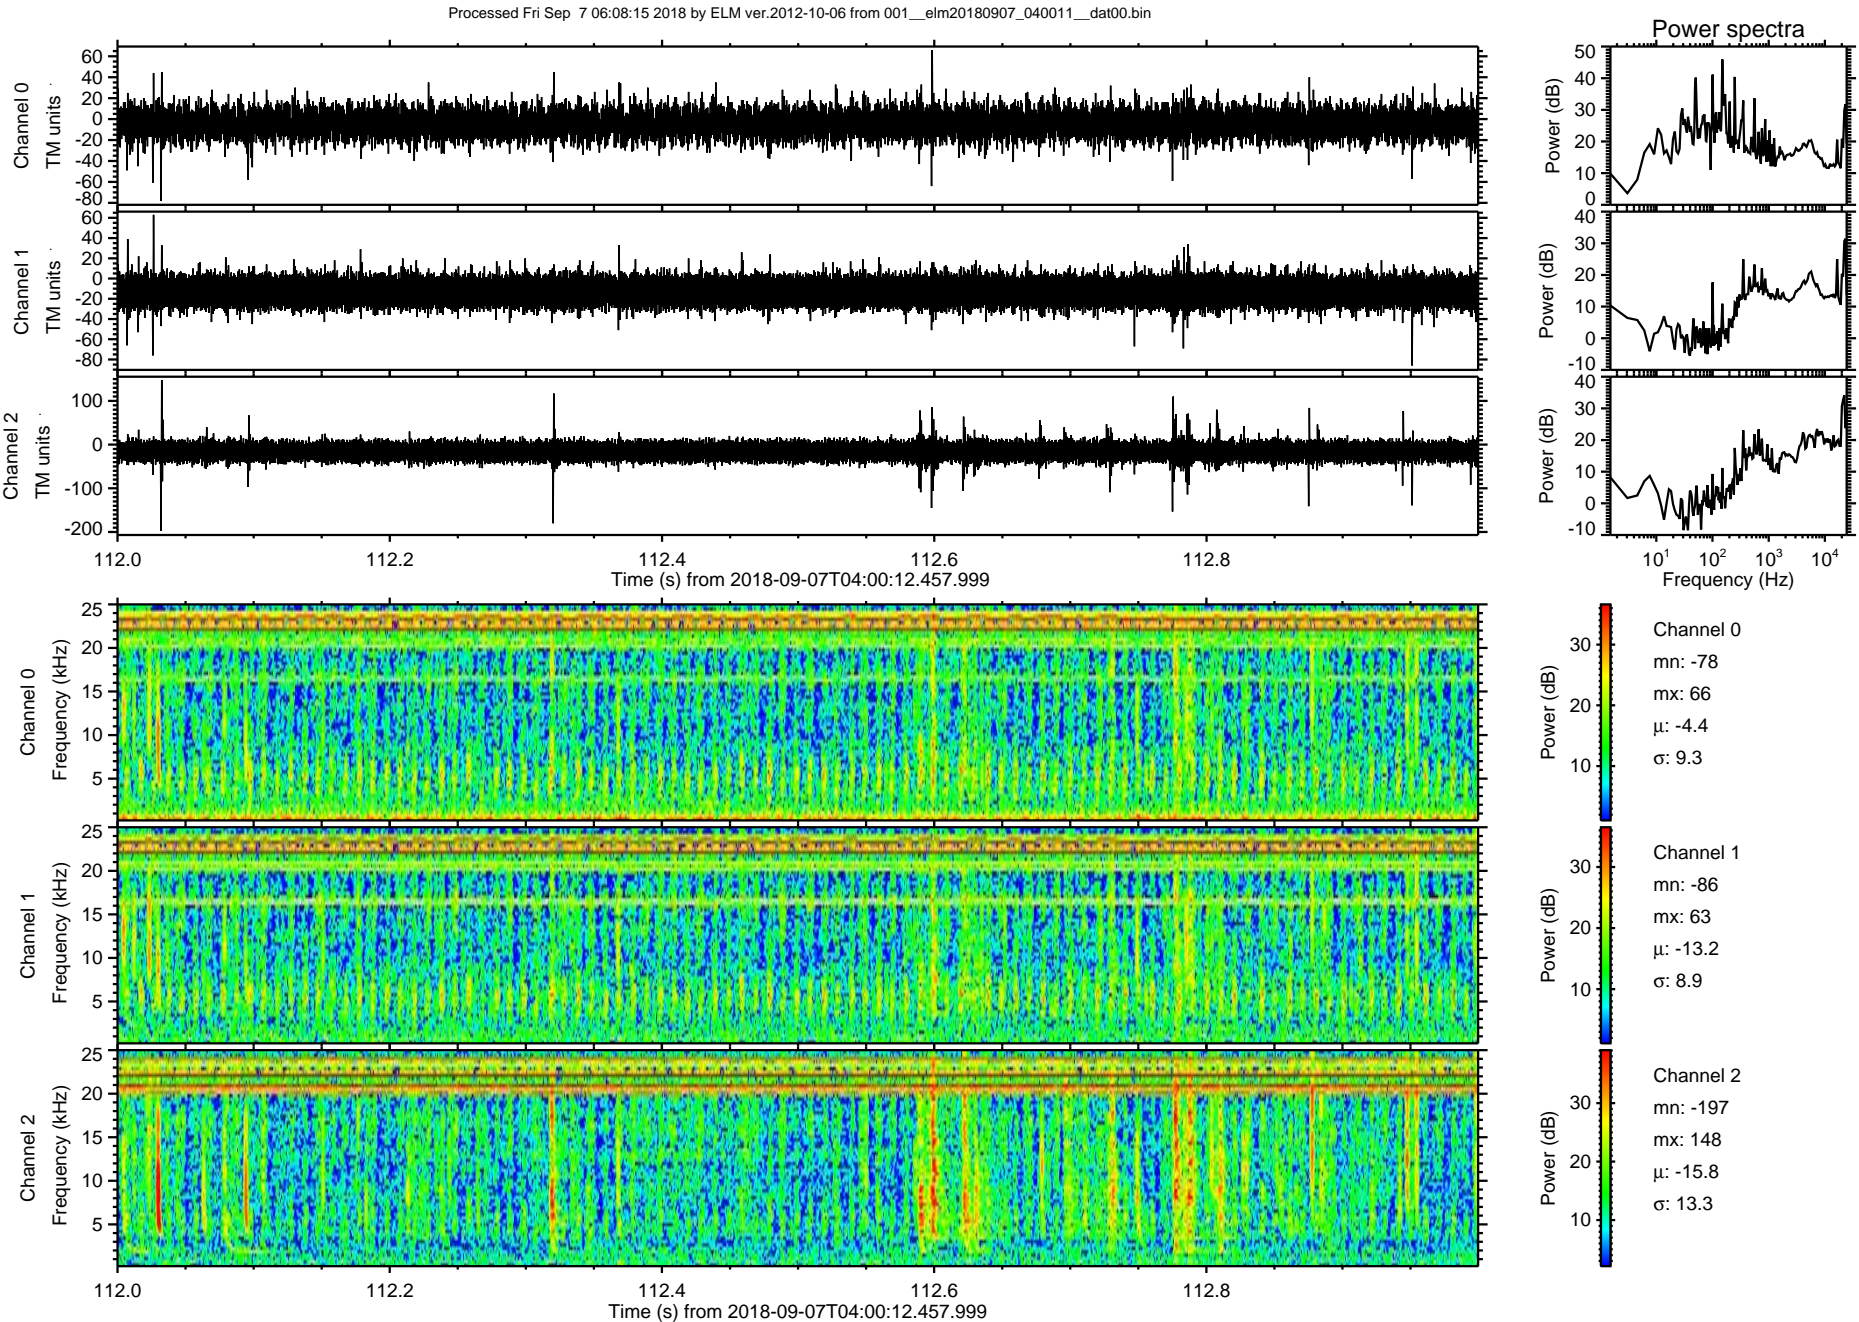 Processed Fri Sep  7 06:08:15 2018 by ELM ver.2012-10-06 from 001__elm20180907_040011__dat00.bin
Power spectra
Channel 0
TM units
60
40
20
0
-20
-40
-60
-80
Power (dB)
50
40
30
20
10
0
Channel 1
TM units
60
40
20
0
-20
-40
-60
-80
Power (dB)
40
30
20
10
0
-10
Channel 2
TM units
100
0
-100
-200
Power (dB)
40
30
20
10
0
-10
112.0 112.2 112.4 112.6 112.8
Time (s) from 2018-09-07T04:00:12.457.999
10^1 10^2 10^3 10^4
Frequency (Hz)
Channel 0
Frequency (kHz)
25
20
15
10
5
Power (dB)
30
20
10
Channel 0
mn: -78
mx: 66
μ: -4.4
σ: 9.3
Channel 1
Frequency (kHz)
25
20
15
10
5
Power (dB)
30
20
10
Channel 1
mn: -86
mx: 63
μ: -13.2
σ: 8.9
Channel 2
Frequency (kHz)
25
20
15
10
5
Power (dB)
30
20
10
Channel 2
mn: -197
mx: 148
μ: -15.8
σ: 13.3
112.0 112.2 112.4 112.6 112.8
Time (s) from 2018-09-07T04:00:12.457.999